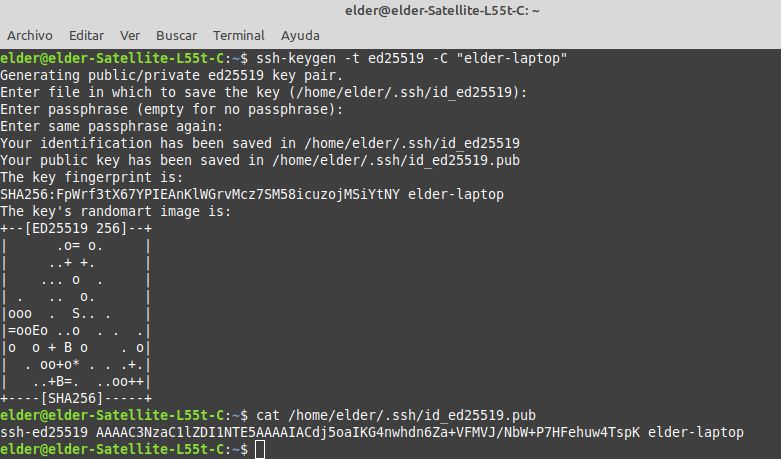 elder@elder-Satellite-L55t-C: ~
Archivo Editar Ver Buscar Terminal Ayuda
elder@elder-Satellite-L55t-C:~$ ssh-keygen -t ed25519 -C "elder-laptop"
Generating public/private ed25519 key pair.
Enter file in which to save the key (/home/elder/.ssh/id_ed25519):
Enter passphrase (empty for no passphrase):
Enter same passphrase again:
Your identification has been saved in /home/elder/.ssh/id_ed25519
Your public key has been saved in /home/elder/.ssh/id_ed25519.pub
The key fingerprint is:
SHA256:FpWrf3tX67YPIEAnKlWGrvMcz7SM58icuzojMSiYtNY elder-laptop
The key's randomart image is:
+--[ED25519 256]--+
|      .o= o.     |
|     ..+ +.      |
|    ... o  .     |
| .   ..  o.      |
|ooo  .  S.. .    |
|=ooEo ..o  . .  .|
|o  o + B o    . o|
|  . oo+o* . . .+.|
|   ..+B=.  ..oo++|
+----[SHA256]-----+
elder@elder-Satellite-L55t-C:~$ cat /home/elder/.ssh/id_ed25519.pub
ssh-ed25519 AAAAC3NzaC1lZDI1NTE5AAAAIACdj5oaIKG4nwhdn6Za+VFMVJ/NbW+P7HFehuw4TspK elder-laptop
elder@elder-Satellite-L55t-C:~$